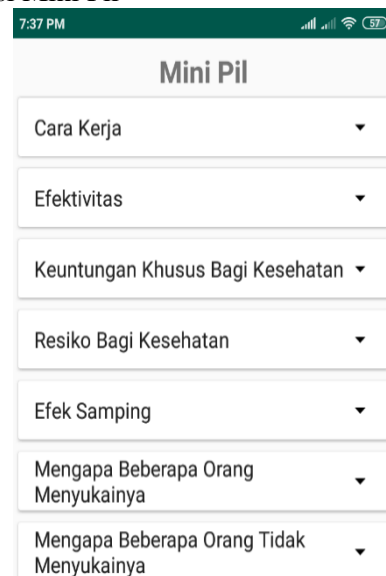 7:37 PM
57
Mini Pil
Cara Kerja
Efektivitas
Keuntungan Khusus Bagi Kesehatan
Resiko Bagi Kesehatan
Efek Samping
Mengapa Beberapa Orang
Menyukainya
Mengapa Beberapa Orang Tidak
Menyukainya